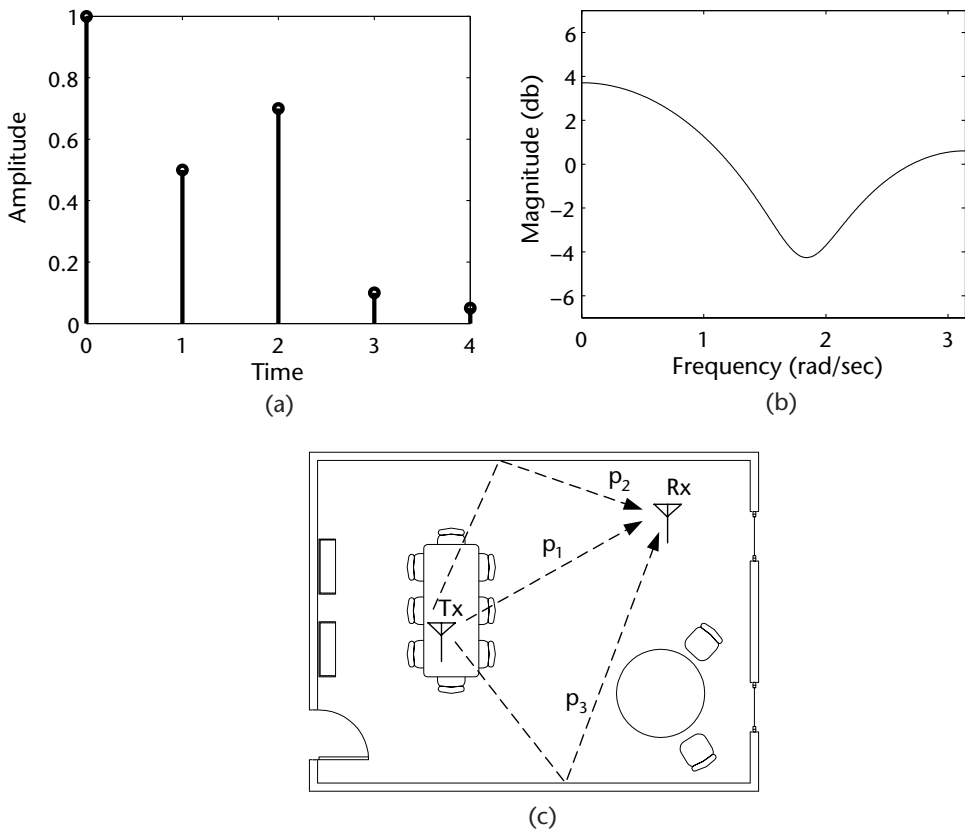 1
0.8
0.6
0.4
0.2
0
0
1
2
3
4
Amplitude
Time
(a)
6
4
2
0
−2
−4
−6
0
1
2
3
Magnitude (db)
Frequency (rad/sec)
(b)
p2
Rx
p1
Tx
p3
(c)